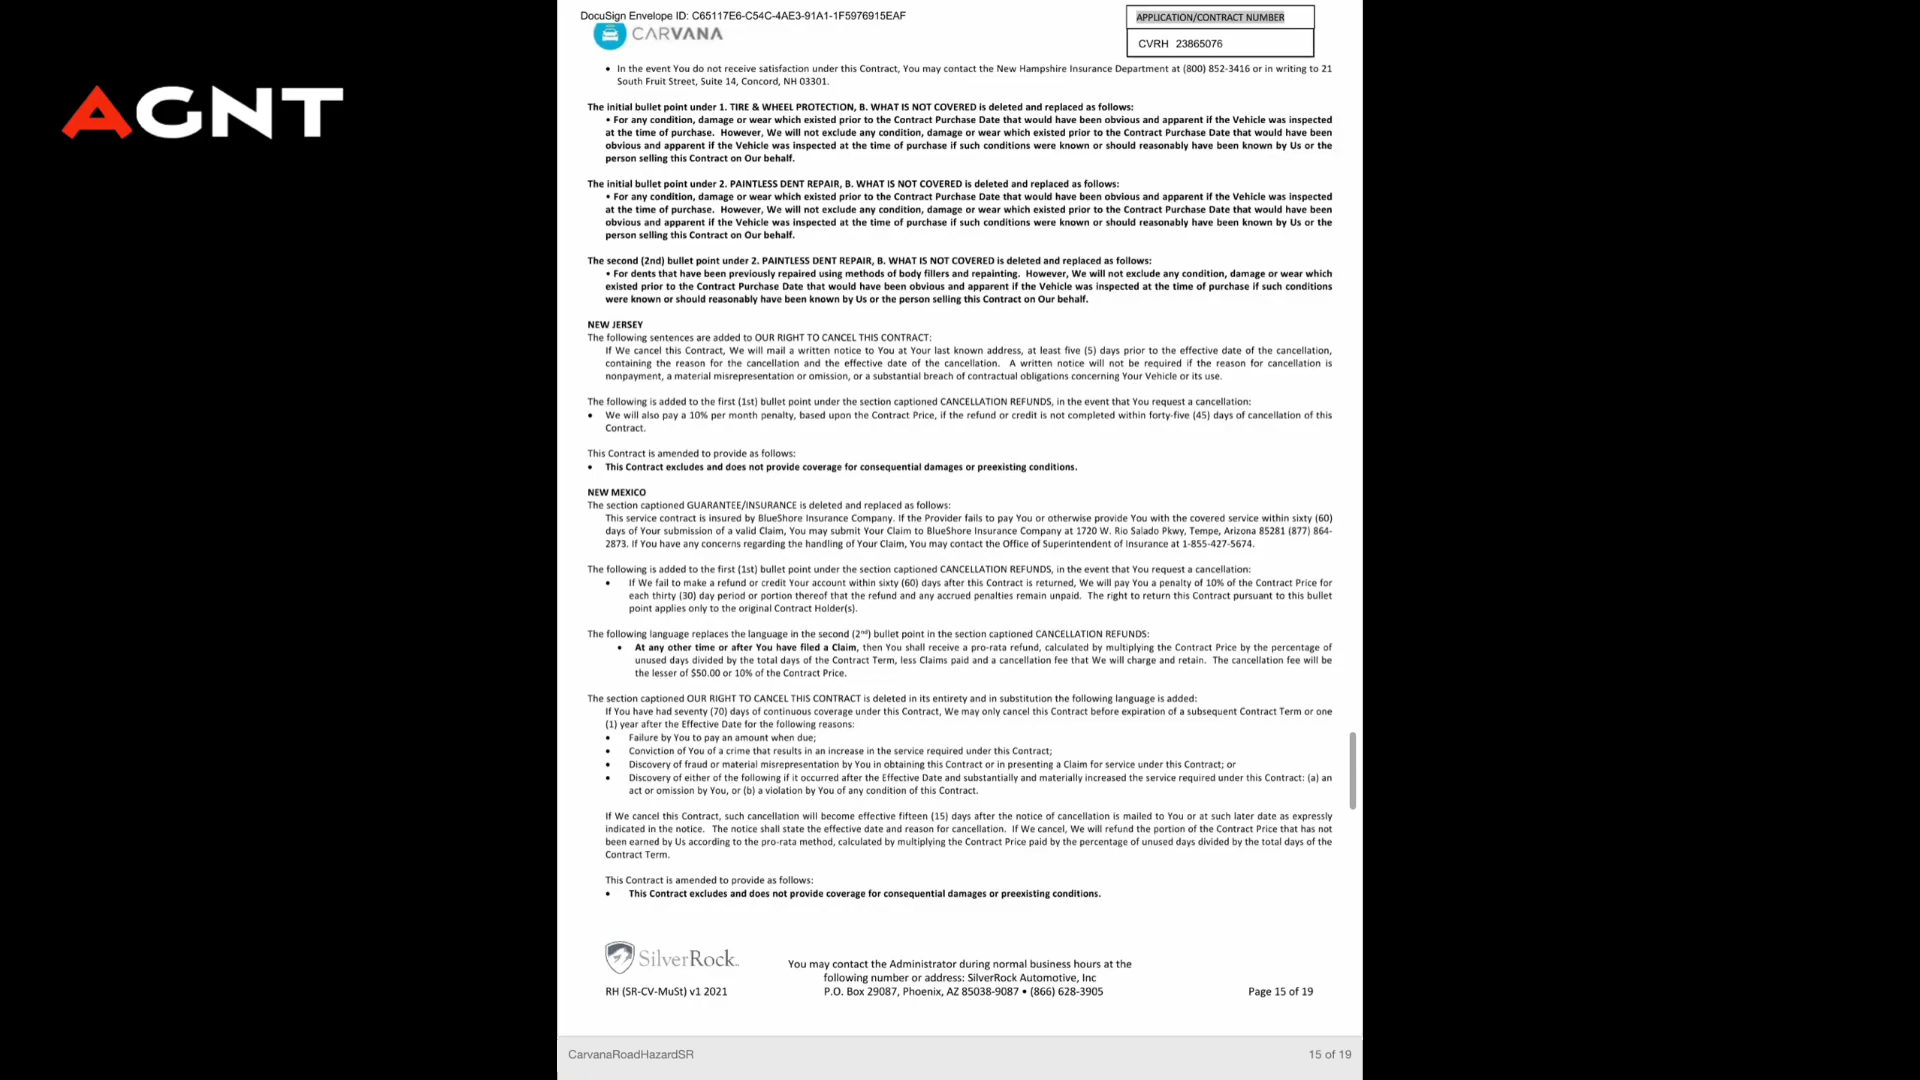 AGNT
DocuSign Envelope ID: C65117E6-C54C-4AE3-91A1-1F5976915EAF
CARVANA
APPLICATION/CONTRACT NUMBER
CVRH 23865076
• In the event You do not receive satisfaction under this Contract, You may contact the New Hampshire Insurance Department at (800) 852-3416 or in writing to 21
South Fruit Street, Suite 14, Concord, NH 03301.
The initial bullet point under 1. TIRE & WHEEL PROTECTION, B. WHAT IS NOT COVERED is deleted and replaced as follows:
• For any condition, damage or wear which existed prior to the Contract Purchase Date that would have been obvious and apparent if the Vehicle was inspected
at the time of purchase. However, We will not exclude any condition, damage or wear which existed prior to the Contract Purchase Date that would have been
obvious and apparent if the Vehicle was inspected at the time of purchase if such conditions were known or should reasonably have been known by Us or the
person selling this Contract on Our behalf.
The initial bullet point under 2. PAINTLESS DENT REPAIR, B. WHAT IS NOT COVERED is deleted and replaced as follows:
• For any condition, damage or wear which existed prior to the Contract Purchase Date that would have been obvious and apparent if the Vehicle was inspected
at the time of purchase. However, We will not exclude any condition, damage or wear which existed prior to the Contract Purchase Date that would have been
obvious and apparent if the Vehicle was inspected at the time of purchase if such conditions were known or should reasonably have been known by Us or the
person selling this Contract on Our behalf.
The second (2nd) bullet point under 2. PAINTLESS DENT REPAIR, B. WHAT IS NOT COVERED is deleted and replaced as follows:
• For dents that have been previously repaired using methods of body fillers and repainting. However, We will not exclude any condition, damage or wear which
existed prior to the Contract Purchase Date that would have been obvious and apparent if the Vehicle was inspected at the time of purchase if such conditions
were known or should reasonably have been known by Us or the person selling this Contract on Our behalf.
NEW JERSEY
The following sentences are added to OUR RIGHT TO CANCEL THIS CONTRACT:
If We cancel this Contract, We will mail a written notice to You at Your last known address, at least five (5) days prior to the effective date of the cancellation,
containing the reason for the cancellation and the effective date of the cancellation. A written notice will not be required if the reason for cancellation is
nonpayment, a material misrepresentation or omission, or a substantial breach of contractual obligations concerning Your Vehicle or its use.
The following is added to the first (1st) bullet point under the section captioned CANCELLATION REFUNDS, in the event that You request a cancellation:
• We will also pay a 10% per month penalty, based upon the Contract Price, if the refund or credit is not completed within forty-five (45) days of cancellation of this
Contract.
This Contract is amended to provide as follows:
• This Contract excludes and does not provide coverage for consequential damages or preexisting conditions.
NEW MEXICO
The section captioned GUARANTEE/INSURANCE is deleted and replaced as follows:
This service contract is insured by BlueShore Insurance Company. If the Provider fails to pay You or otherwise provide You with the covered service within sixty (60)
days of Your submission of a valid Claim, You may submit Your Claim to BlueShore Insurance Company at 1720 W. Rio Salado Pkwy, Tempe, Arizona 85281 (877) 864-
2873. If You have any concerns regarding the handling of Your Claim, You may contact the Office of Superintendent of Insurance at 1-855-427-5674.
The following is added to the first (1st) bullet point under the section captioned CANCELLATION REFUNDS, in the event that You request a cancellation:
• If We fail to make a refund or credit Your account within sixty (60) days after this Contract is returned, We will pay You a penalty of 10% of the Contract Price for
each thirty (30) day period or portion thereof that the refund and any accrued penalties remain unpaid. The right to return this Contract pursuant to this bullet
point applies only to the original Contract Holder(s).
The following language replaces the language in the second (2nd) bullet point in the section captioned CANCELLATION REFUNDS:
• At any other time or after You have filed a Claim, then You shall receive a pro-rata refund, calculated by multiplying the Contract Price by the percentage of
unused days divided by the total days of the Contract Term, less Claims paid and a cancellation fee that We will charge and retain. The cancellation fee will be
the lesser of $50.00 or 10% of the Contract Price.
The section captioned OUR RIGHT TO CANCEL THIS CONTRACT is deleted in its entirety and in substitution the following language is added:
If You have had seventy (70) days of continuous coverage under this Contract, We may only cancel this Contract before expiration of a subsequent Contract Term or one
(1) year after the Effective Date for the following reasons:
• Failure by You to pay an amount when due;
• Conviction of You of a crime that results in an increase in the service required under this Contract;
• Discovery of fraud or material misrepresentation by You in obtaining this Contract or in presenting a Claim for service under this Contract; or
• Discovery of either of the following if it occurred after the Effective Date and substantially and materially increased the service required under this Contract: (a) an
act or omission by You, or (b) a violation by You of any condition of this Contract.
If We cancel this Contract, such cancellation will become effective fifteen (15) days after the notice of cancellation is mailed to You or at such later date as expressly
indicated in the notice. The notice shall state the effective date and reason for cancellation. If We cancel, We will refund the portion of the Contract Price that has not
been earned by Us according to the pro-rata method, calculated by multiplying the Contract Price paid by the percentage of unused days divided by the total days of the
Contract Term.
This Contract is amended to provide as follows:
• This Contract excludes and does not provide coverage for consequential damages or preexisting conditions.
SilverRock
You may contact the Administrator during normal business hours at the
following number or address: SilverRock Automotive, Inc
RH (SR-CV-MuSt) v1 2021
P.O. Box 29087, Phoenix, AZ 85038-9087 • (866) 628-3905
Page 15 of 19
CarvanaRoadHazardSR
15 of 19